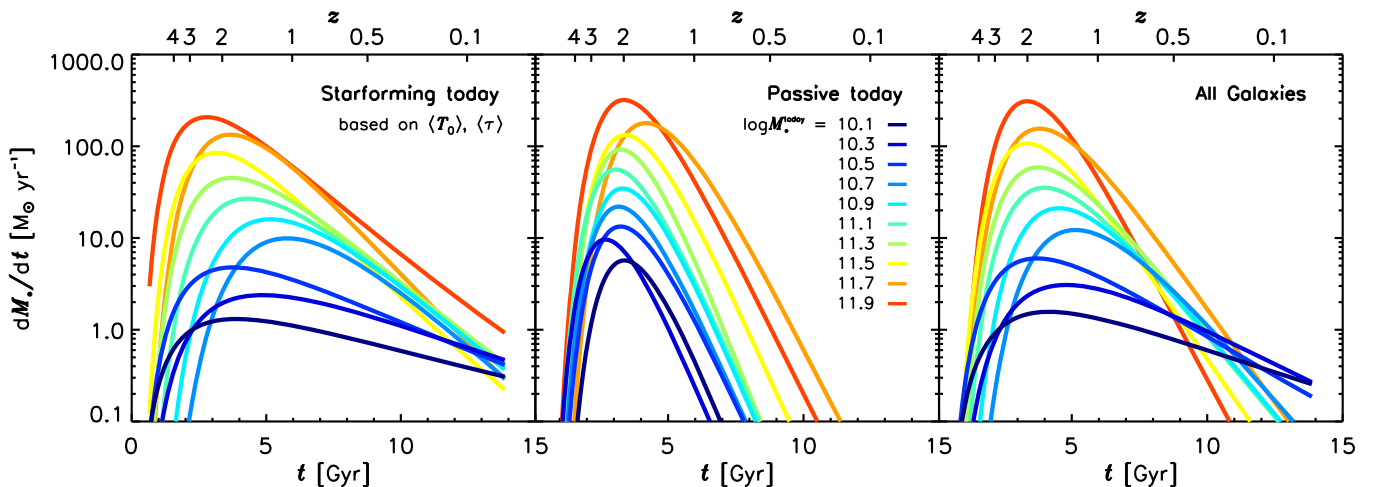 z z z
4 3 2 1 0.5 0.1 4 3 2 1 0.5 0.1 4 3 2 1 0.5 0.1
1000.0
100.0
10.0
1.0
0.1
dM⋆/dt [M⊙ yr⁻¹]
Starforming today
based on ⟨T₀⟩, ⟨τ⟩
Passive today
logM⋆ᵗᵒᵈᵃʸ = 10.1
10.3
10.5
10.7
10.9
11.1
11.3
11.5
11.7
11.9
All Galaxies
0 5 10 15 5 10 15 5 10 15
t [Gyr] t [Gyr] t [Gyr]